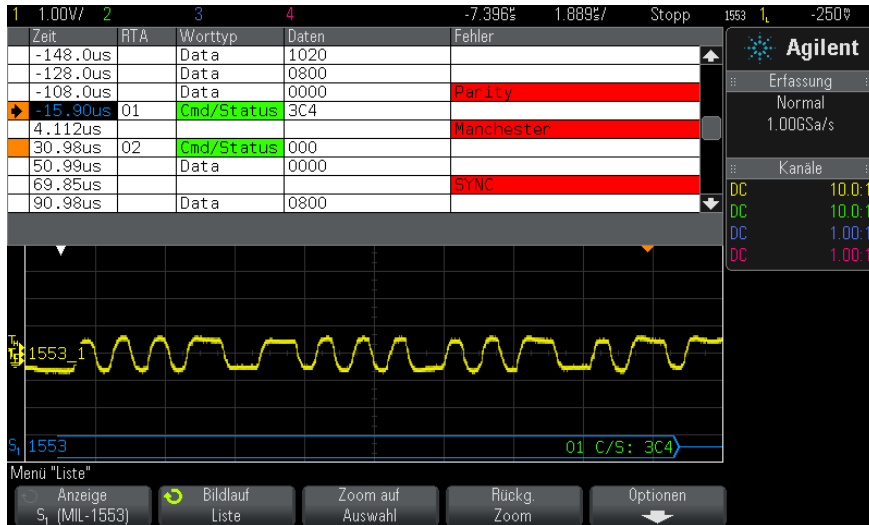 1 1.00V/ 2 3 4 -7.396µs 1.889µs/ Stopp 1553 1 -250V
Zeit RTA Worttyp Daten Fehler
-148.0us Data 1020
-128.0us Data 0800
-108.0us Data 0000 Parity
-15.90us 01 Cmd/Status 3C4
4.112us Manchester
30.98us 02 Cmd/Status 000
50.99us Data 0000
69.85us SYNC
90.98us Data 0800
Agilent
Erfassung
Normal
1.00GSa/s
Kanäle
DC 10.0:1
DC 10.0:1
DC 1.00:1
DC 1.00:1
1553_1
S1 1553 01 C/S: 3C4
Menü "Liste"
Anzeige
S1 (MIL-1553)
Bildlauf
Liste
Zoom auf
Auswahl
Rückg.
Zoom
Optionen